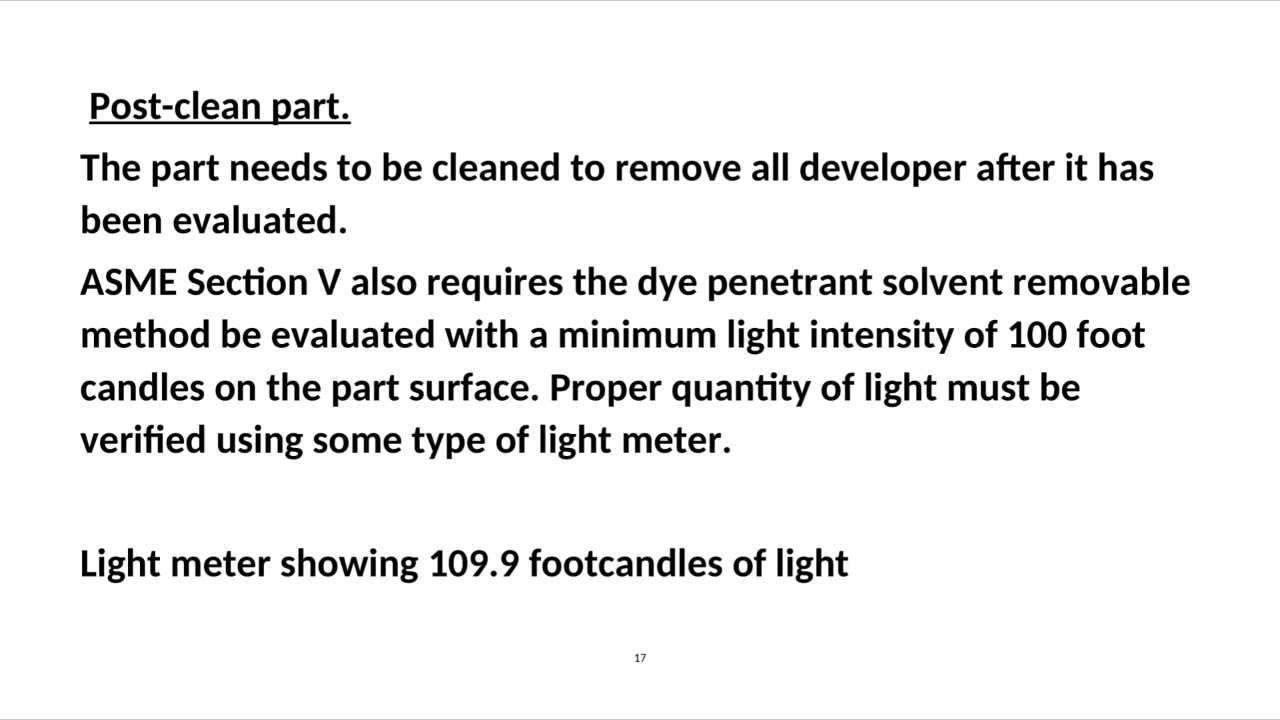 Post-clean part.
The part needs to be cleaned to remove all developer after it has
been evaluated.
ASME Section V also requires the dye penetrant solvent removable
method be evaluated with a minimum light intensity of 100 foot
candles on the part surface. Proper quantity of light must be
verified using some type of light meter.
Light meter showing 109.9 footcandles of light
17